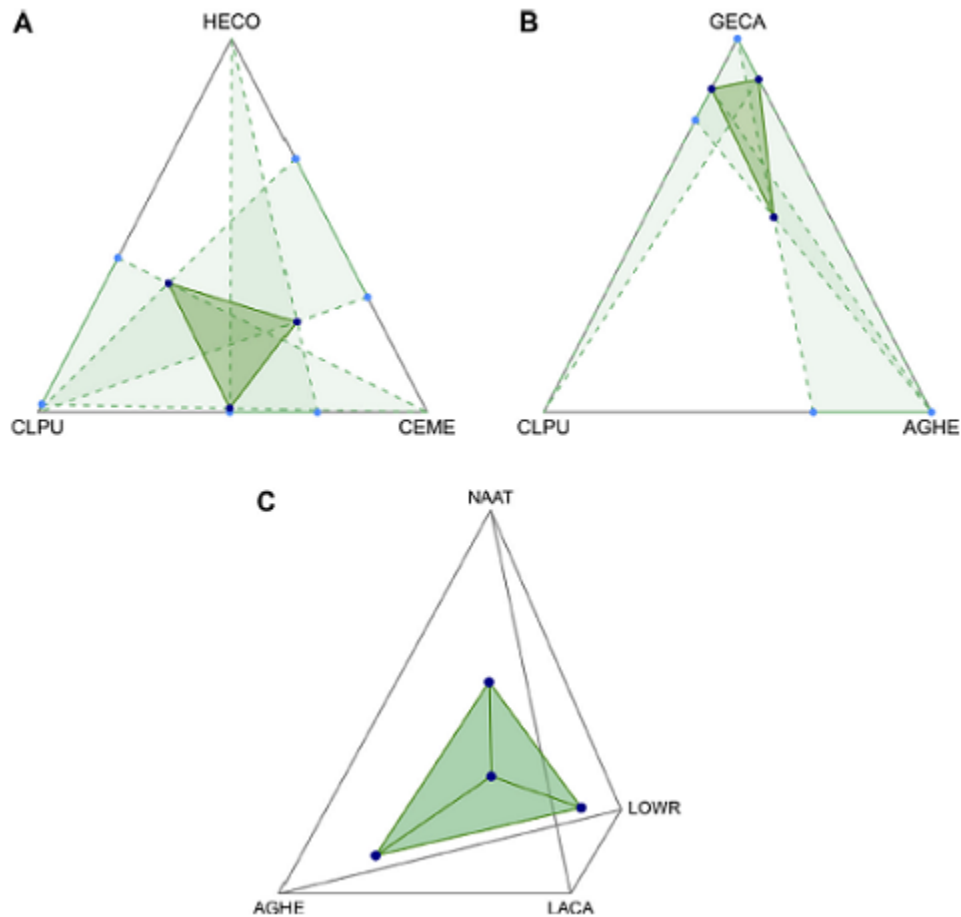 A
HECO
CLPU
CEME
B
GECA
CLPU
AGHE
C
NAAT
LOWR
AGHE
LACA